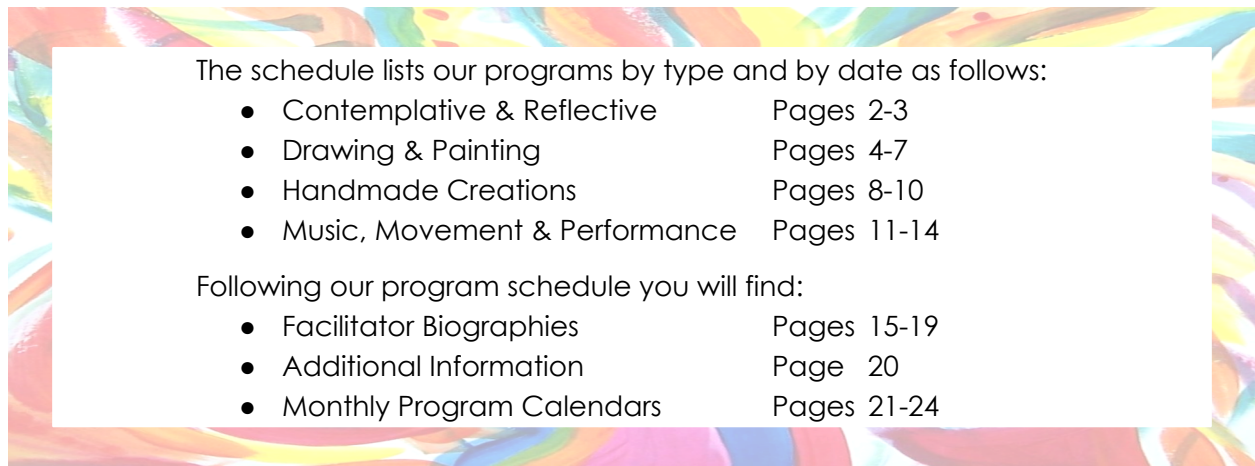 The schedule lists our programs by type and by date as follows:
● Contemplative & Reflective Pages 2-3
● Drawing & Painting Pages 4-7
● Handmade Creations Pages 8-10
● Music, Movement & Performance Pages 11-14
Following our program schedule you will find:
● Facilitator Biographies Pages 15-19
● Additional Information Page 20
● Monthly Program Calendars Pages 21-24